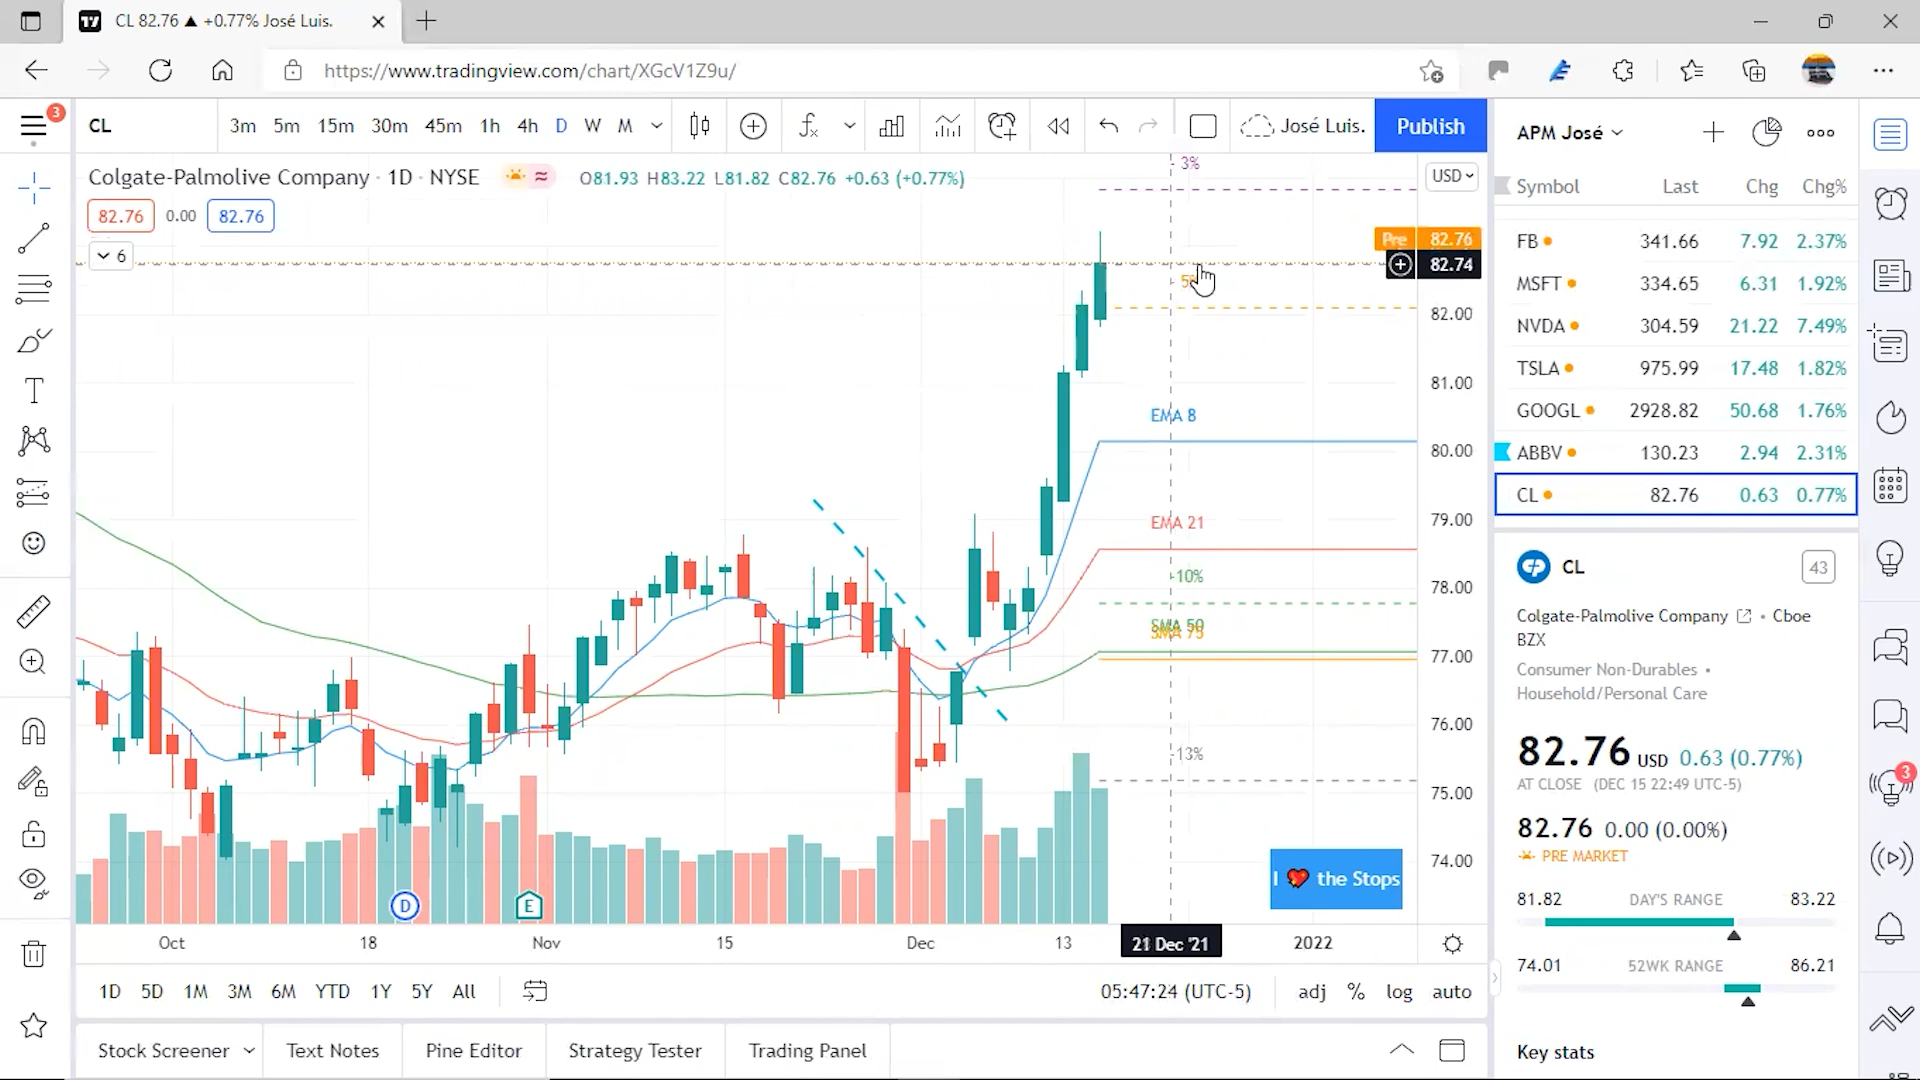 CL 82.76 ▲ +0.77% José Luis.
https://www.tradingview.com/chart/XGcV1Z9u/
3
CL 3m 5m 15m 30m 45m 1h 4h D W M José Luis. Publish
Colgate-Palmolive Company · 1D · NYSE O81.93 H83.22 L81.82 C82.76 +0.63 (+0.77%)
82.76 0.00 82.76
6
3%
USD
Pre 82.76
82.74
82.00
81.00
80.00
79.00
78.00
77.00
76.00
75.00
74.00
EMA 8
EMA 21
-10%
SMA 50
SMA 75
-13%
I ❤ the Stops
D E
Oct 18 Nov 15 Dec 13 21 Dec '21 2022
1D 5D 1M 3M 6M YTD 1Y 5Y All 05:47:24 (UTC-5) adj % log auto
Stock Screener Text Notes Pine Editor Strategy Tester Trading Panel
APM José
Symbol Last Chg Chg%
FB 341.66 7.92 2.37%
MSFT 334.65 6.31 1.92%
NVDA 304.59 21.22 7.49%
TSLA 975.99 17.48 1.82%
GOOGL 2928.82 50.68 1.76%
ABBV 130.23 2.94 2.31%
CL 82.76 0.63 0.77%
CL 43
Colgate-Palmolive Company • Cboe
BZX
Consumer Non-Durables •
Household/Personal Care
82.76 USD 0.63 (0.77%)
AT CLOSE (DEC 15 22:49 UTC-5)
82.76 0.00 (0.00%)
PRE MARKET
81.82 DAY'S RANGE 83.22
74.01 52WK RANGE 86.21
Key stats
3